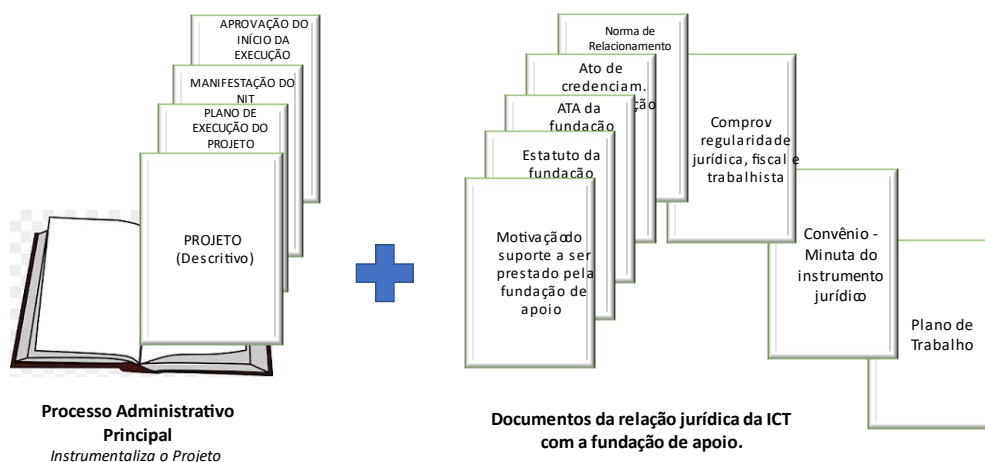 APROVAÇÃO DO
INÍCIO DA
EXECUÇÃO
MANIFESTAÇÃO DO
NIT
PLANO DE
EXECUÇÃO DO
PROJETO
PROJETO
(Descritivo)
Processo Administrativo
Principal
Instrumentaliza o Projeto
Norma de
Relacionamento
Ato de
credenciam.
ATA da
fundação
Estatuto da
fundação
Motivação do
suporte a ser
prestado pela
fundação de
apoio
Comprov
regularidade
jurídica, fiscal e
trabalhista
Convênio -
Minuta do
instrumento
jurídico
Plano de
Trabalho
Documentos da relação jurídica da ICT
com a fundação de apoio.